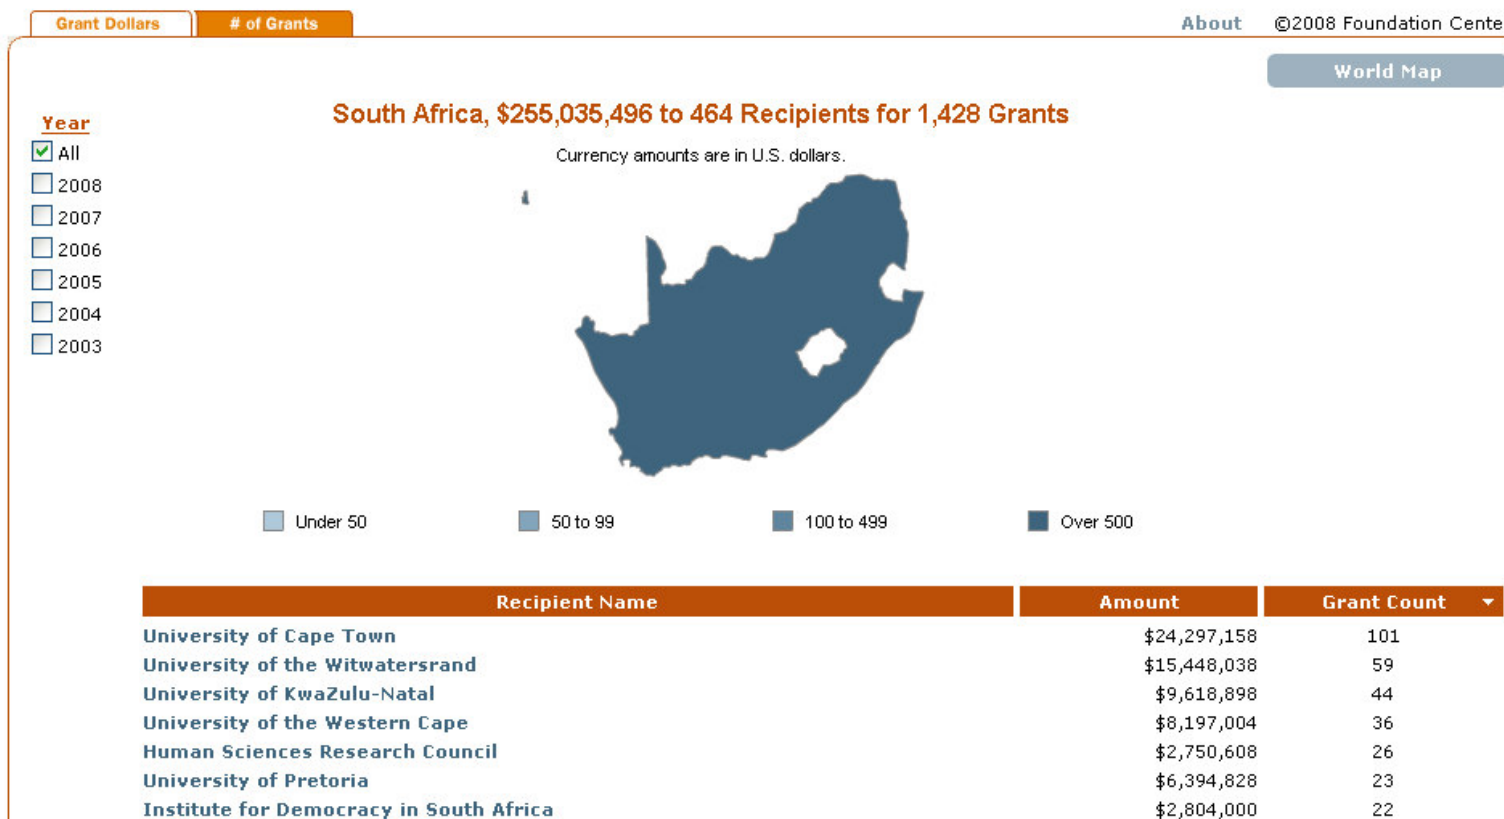 Grant Dollars # of Grants About ©2008 Foundation Cente
World Map
South Africa, $255,035,496 to 464 Recipients for 1,428 Grants
Currency amounts are in U.S. dollars.
Year
All
2008
2007
2006
2005
2004
2003
Under 50 50 to 99 100 to 499 Over 500
Recipient Name Amount Grant Count
University of Cape Town $24,297,158 101
University of the Witwatersrand $15,448,038 59
University of KwaZulu-Natal $9,618,898 44
University of the Western Cape $8,197,004 36
Human Sciences Research Council $2,750,608 26
University of Pretoria $6,394,828 23
Institute for Democracy in South Africa $2,804,000 22